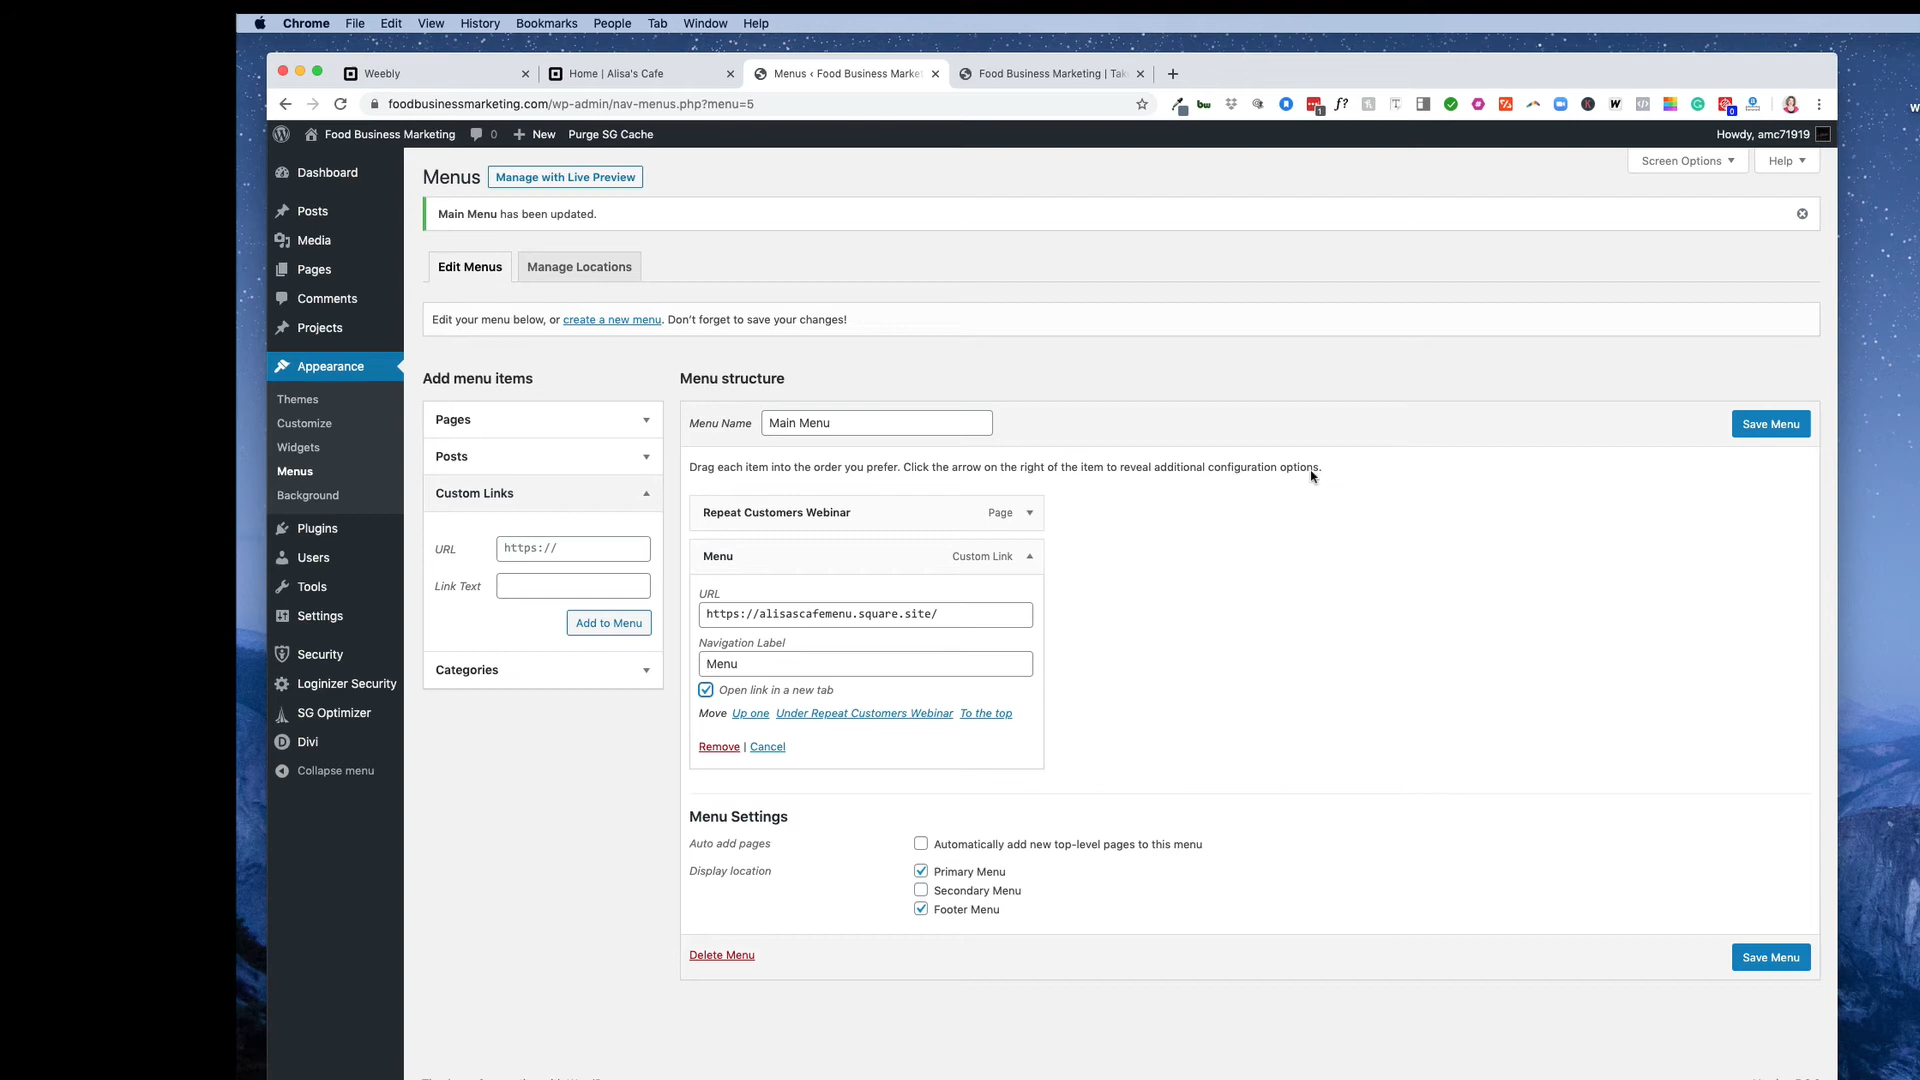 Chrome File Edit View History Bookmarks People Tab Window Help
Weebly
Home | Alisa's Cafe
Menus ‹ Food Business Marke
Food Business Marketing | Tak
foodbusinessmarketing.com/wp-admin/nav-menus.php?menu=5
Food Business Marketing 0 New Purge SG Cache
Howdy, amc71919
Dashboard
Posts
Media
Pages
Comments
Projects
Appearance
Themes
Customize
Widgets
Menus
Background
Plugins
Users
Tools
Settings
Security
Loginizer Security
SG Optimizer
Divi
Collapse menu
Screen Options
Help
Menus
Manage with Live Preview
Main Menu has been updated.
Edit Menus
Manage Locations
Edit your menu below, or create a new menu. Don't forget to save your changes!
Add menu items
Pages
Posts
Custom Links
URL https://
Link Text
Add to Menu
Categories
Menu structure
Menu Name Main Menu
Save Menu
Drag each item into the order you prefer. Click the arrow on the right of the item to reveal additional configuration options.
Repeat Customers Webinar Page
Menu Custom Link
URL
https://alisascafemenu.square.site/
Navigation Label
Menu
Open link in a new tab
Move Up one Under Repeat Customers Webinar To the top
Remove | Cancel
Menu Settings
Auto add pages
Automatically add new top-level pages to this menu
Display location
Primary Menu
Secondary Menu
Footer Menu
Delete Menu
Save Menu